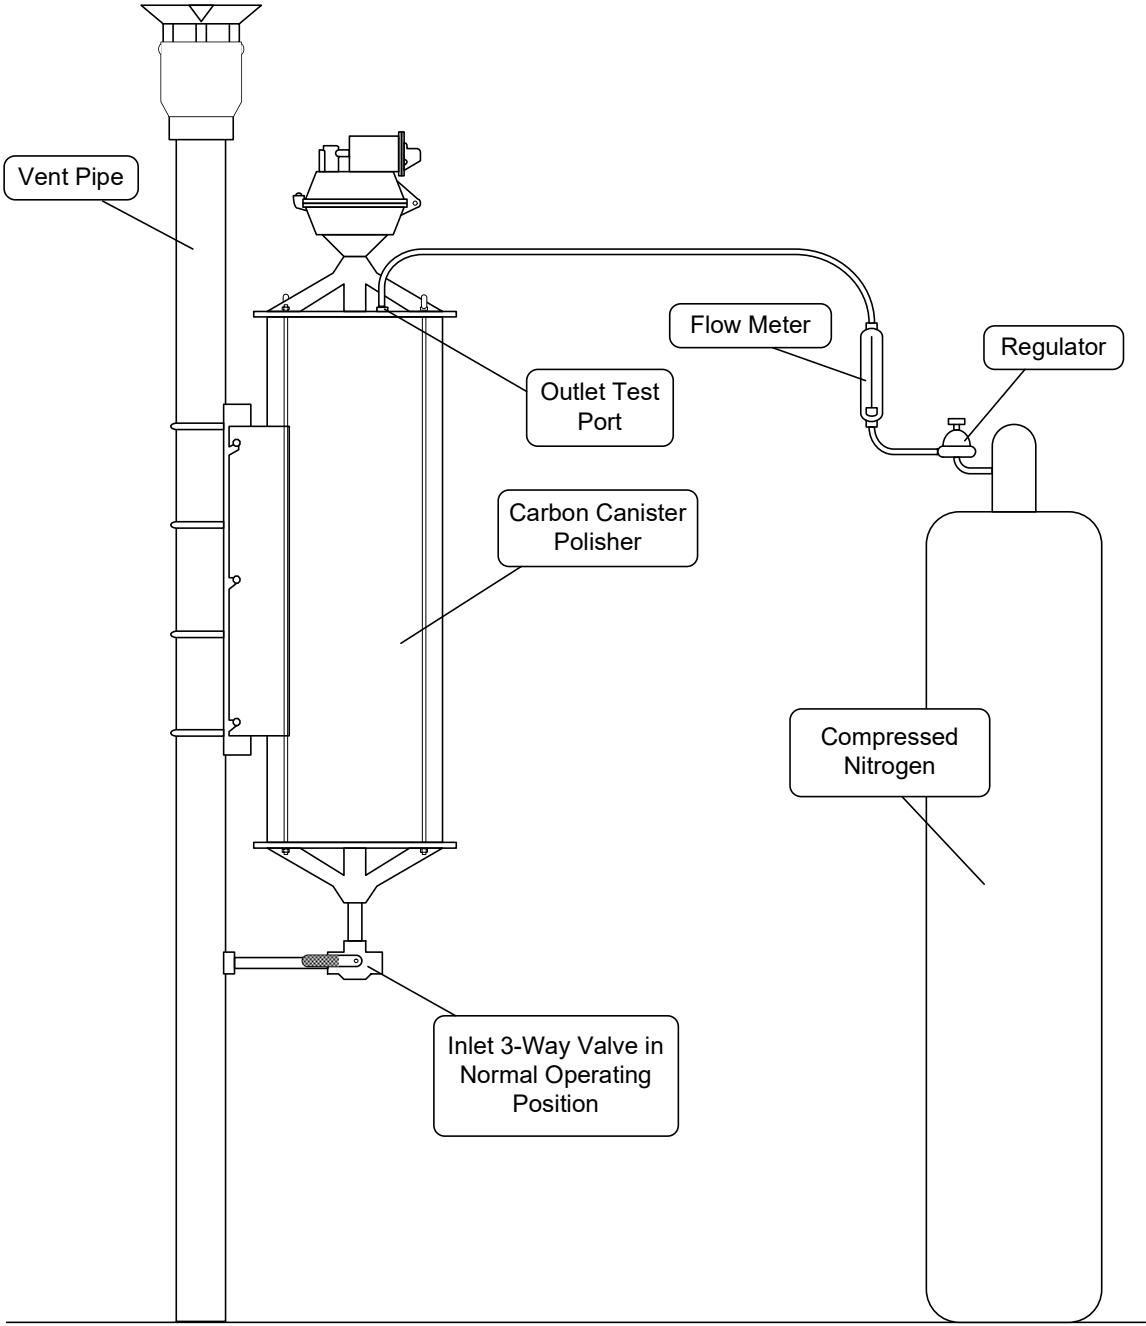 Vent Pipe
Flow Meter
Regulator
Outlet Test
Port
Carbon Canister
Polisher
Compressed
Nitrogen
Inlet 3-Way Valve in
Normal Operating
Position